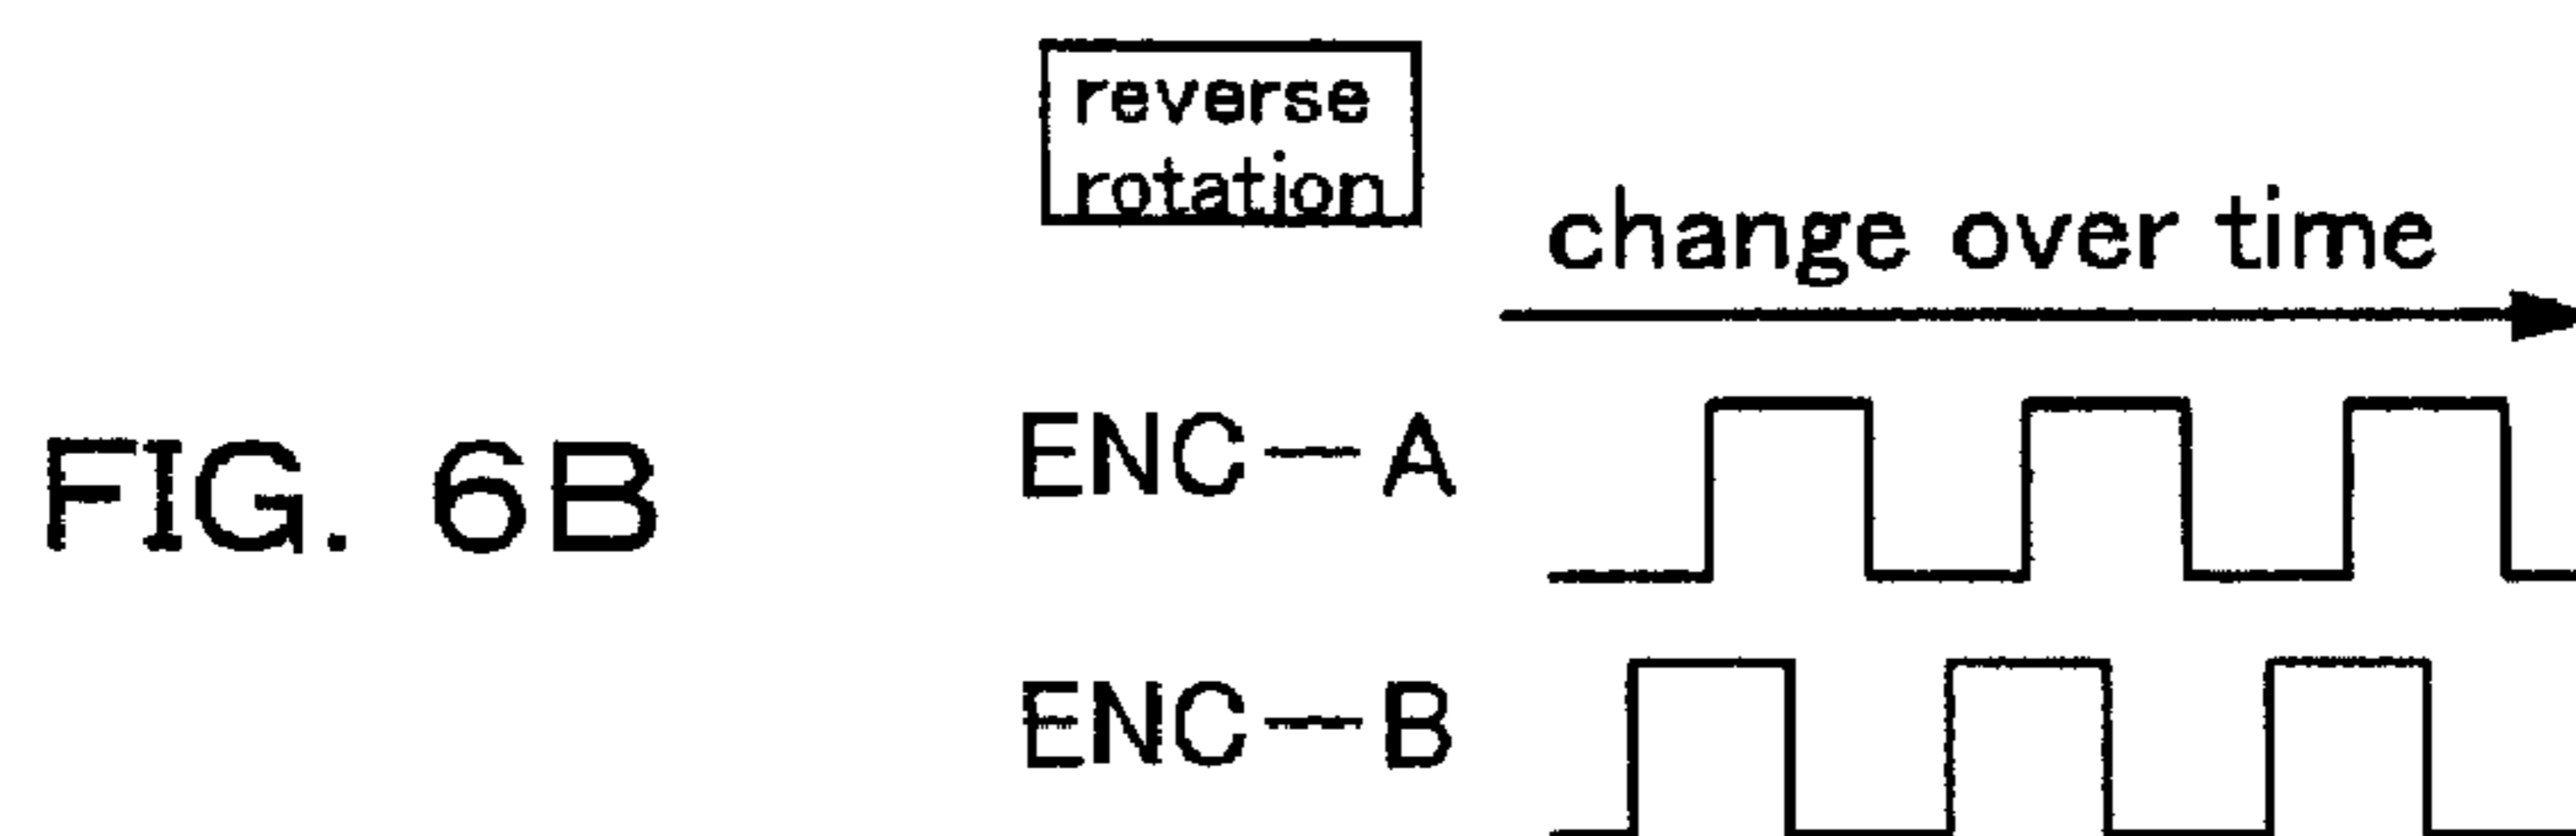 reverse
rotation
change over time
FIG. 6B
ENC-A
ENC-B